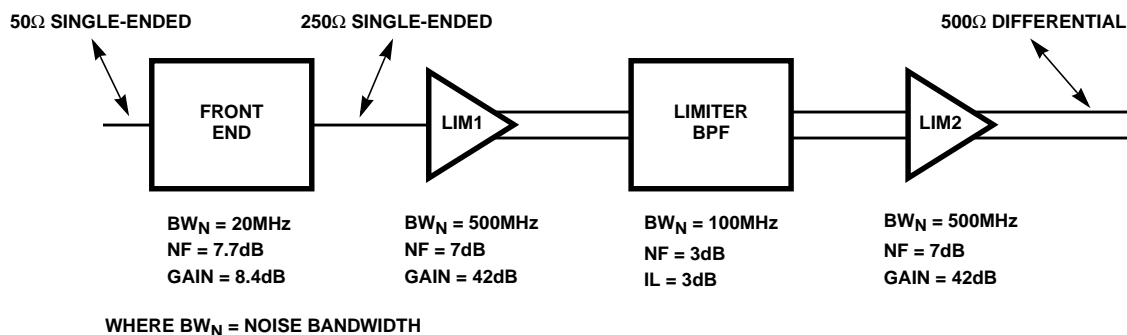 50Ω SINGLE-ENDED
250Ω SINGLE-ENDED
500Ω DIFFERENTIAL
FRONT
END
LIM1
LIMITER
BPF
LIM2
BWN = 20MHz
NF = 7.7dB
GAIN = 8.4dB
BWN = 500MHz
NF = 7dB
GAIN = 42dB
BWN = 100MHz
NF = 3dB
IL = 3dB
BWN = 500MHz
NF = 7dB
GAIN = 42dB
WHERE BWN = NOISE BANDWIDTH